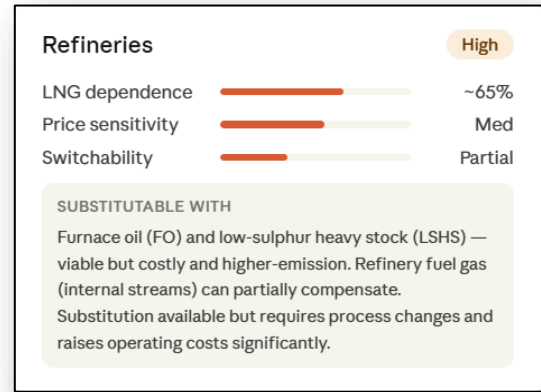 Refineries High
LNG dependence ~65%
Price sensitivity Med
Switchability Partial
SUBSTITUTABLE WITH
Furnace oil (FO) and low-sulphur heavy stock (LSHS) —
viable but costly and higher-emission. Refinery fuel gas
(internal streams) can partially compensate.
Substitution available but requires process changes and
raises operating costs significantly.